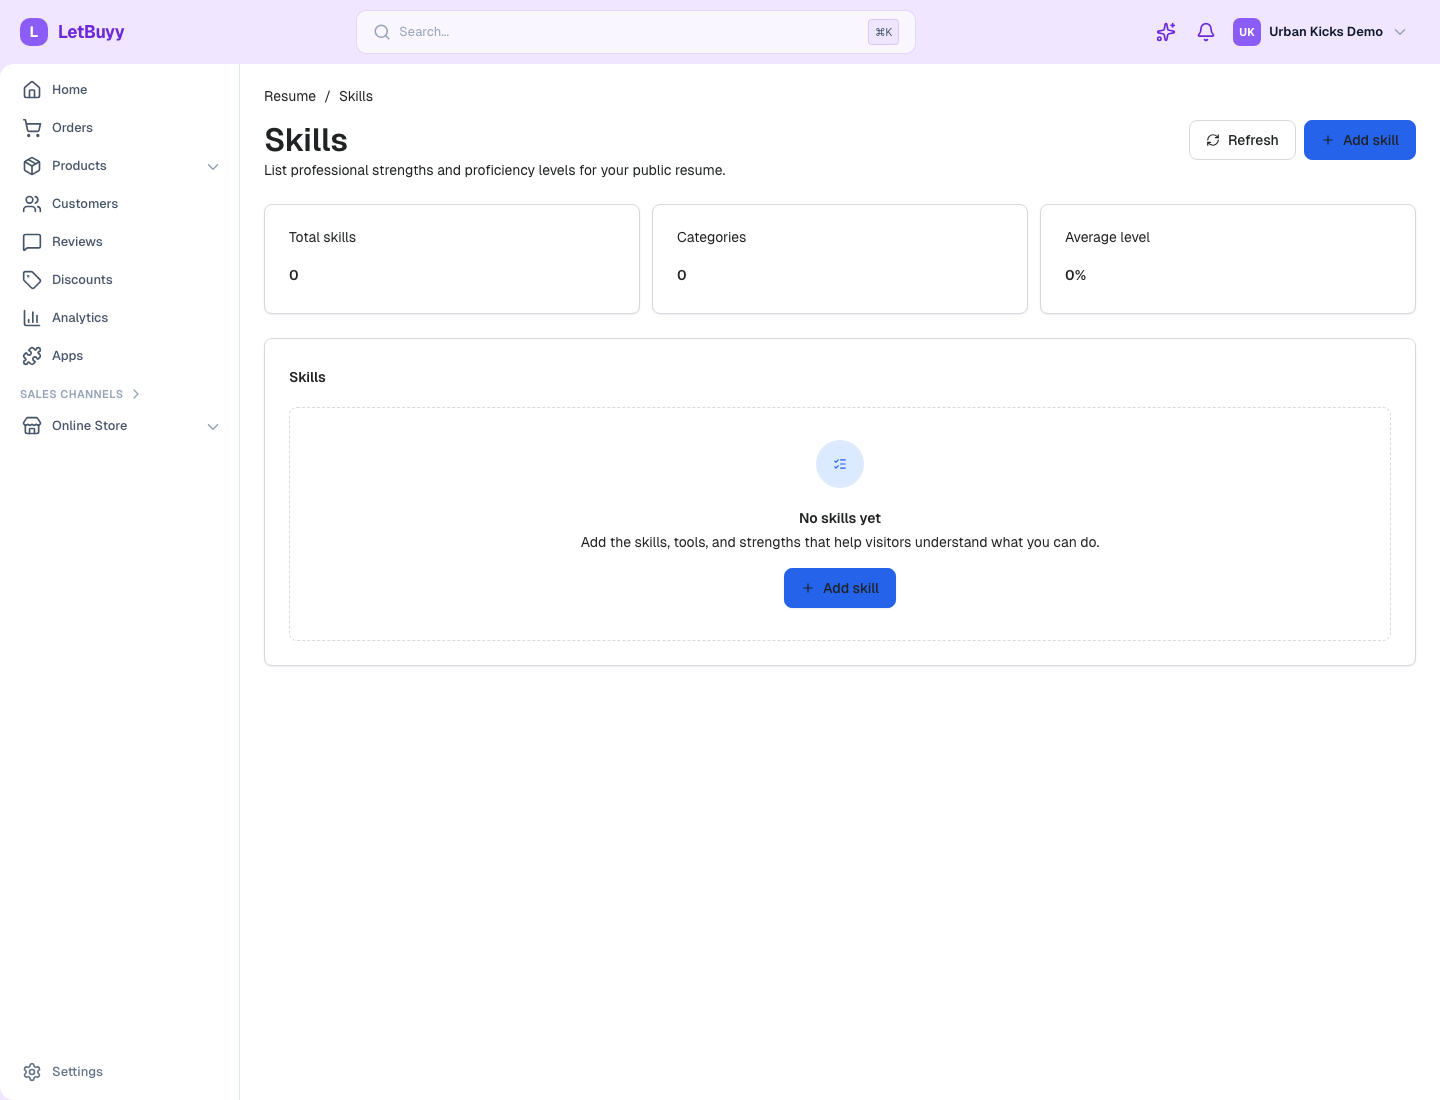 L LetBuyy
Search...
⌘K
UK Urban Kicks Demo
Home
Orders
Products
Customers
Reviews
Discounts
Analytics
Apps
SALES CHANNELS
Online Store
Settings
Resume / Skills
Skills
List professional strengths and proficiency levels for your public resume.
Refresh
Add skill
Total skills
0
Categories
0
Average level
0%
Skills
No skills yet
Add the skills, tools, and strengths that help visitors understand what you can do.
Add skill